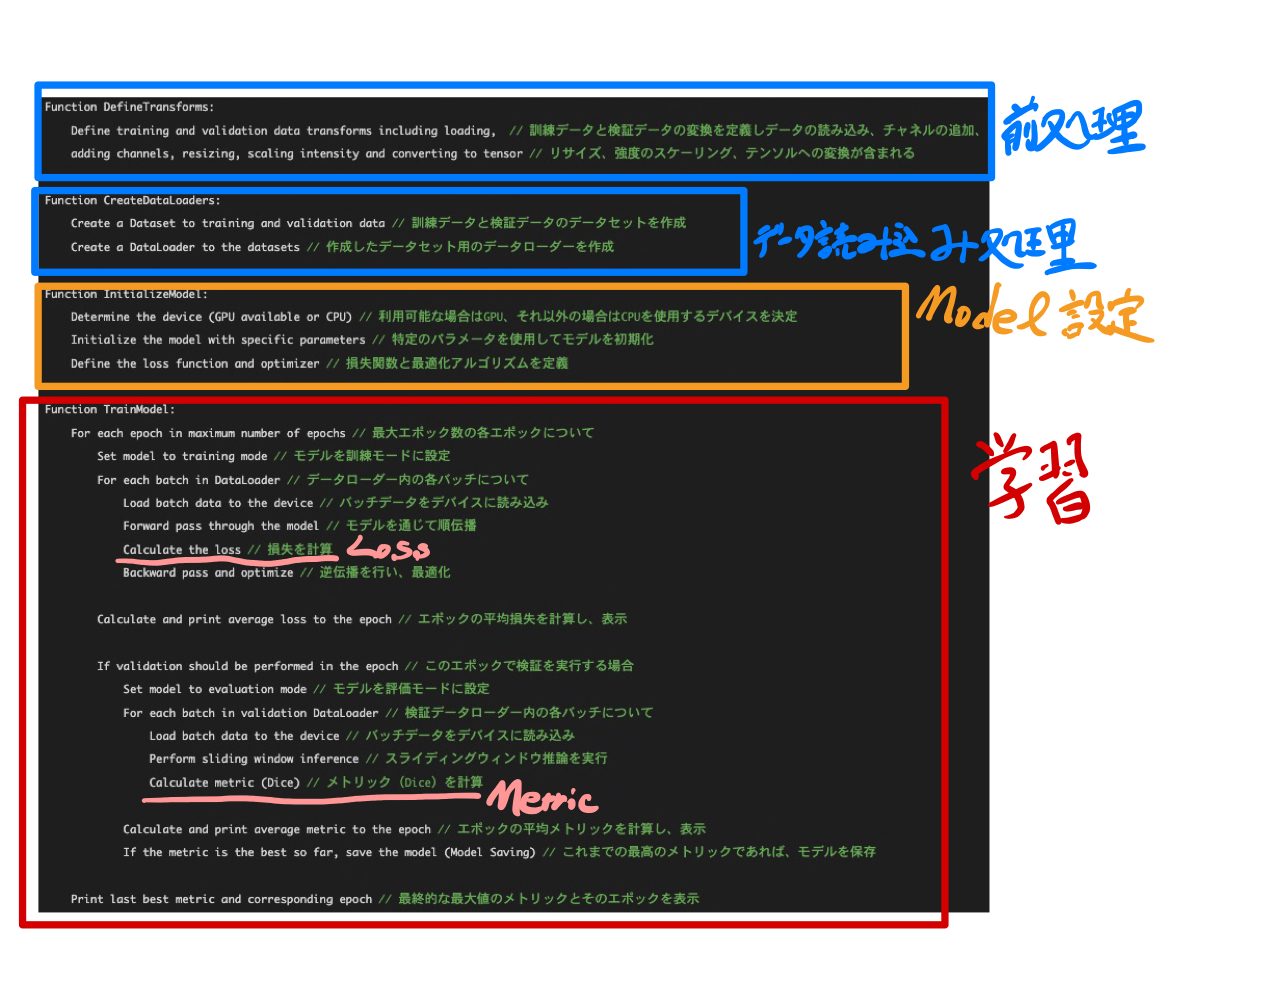 Function DefineTransforms:
Define training and validation data transforms including loading,  // 訓練データと検証データの変換を定義しデータの読み込み、チャネルの追加、
adding channels, resizing, scaling intensity and converting to tensor // リサイズ、強度のスケーリング、テンソルへの変換が含まれる
前処理
Function CreateDataLoaders:
Create a Dataset to training and validation data // 訓練データと検証データのデータセットを作成
Create a DataLoader to the datasets // 作成したデータセット用のデータローダーを作成
データ読み込み処理
Function InitializeModel:
Determine the device (GPU available or CPU) // 利用可能な場合はGPU、それ以外の場合はCPUを使用するデバイスを決定
Initialize the model with specific parameters // 特定のパラメータを使用してモデルを初期化
Define the loss function and optimizer // 損失関数と最適化アルゴリズムを定義
Model 設定
Function TrainModel:
For each epoch in maximum number of epochs // 最大エポック数の各エポックについて
Set model to training mode // モデルを訓練モードに設定
For each batch in DataLoader // データローダー内の各バッチについて
Load batch data to the device // バッチデータをデバイスに読み込み
Forward pass through the model // モデルを通じて順伝播
Calculate the loss // 損失を計算 Loss
Backward pass and optimize // 逆伝播を行い、最適化
学習
Calculate and print average loss to the epoch // エポックの平均損失を計算し、表示
If validation should be performed in the epoch // このエポックで検証を実行する場合
Set model to evaluation mode // モデルを評価モードに設定
For each batch in validation DataLoader // 検証データローダー内の各バッチについて
Load batch data to the device // バッチデータをデバイスに読み込み
Perform sliding window inference // スライディングウィンドウ推論を実行
Calculate metric (Dice) // メトリック（Dice）を計算 Metric
Calculate and print average metric to the epoch // エポックの平均メトリックを計算し、表示
If the metric is the best so far, save the model (Model Saving) // これまでの最高のメトリックであれば、モデルを保存
Print last best metric and corresponding epoch // 最終的な最大値のメトリックとそのエポックを表示